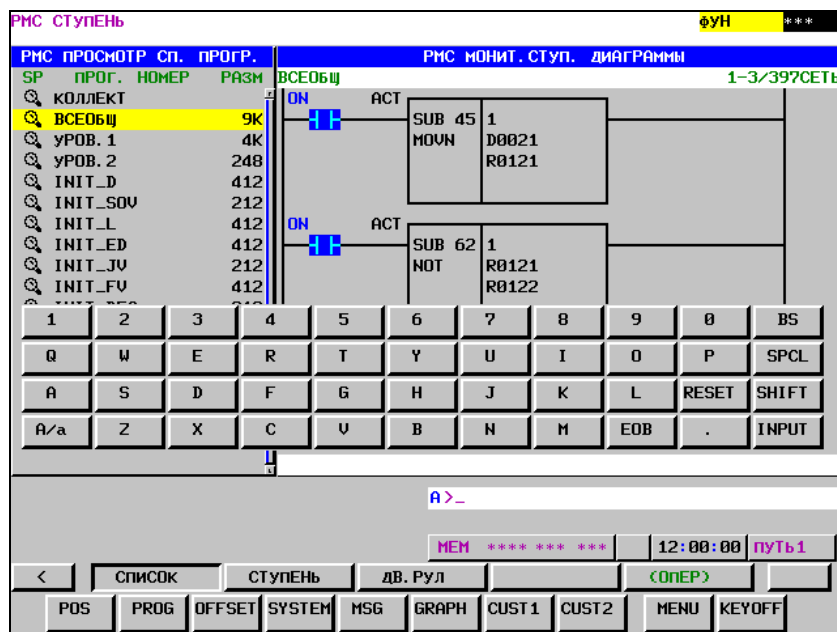 РМС СТУПЕНЬ ФУН ***
РМС ПРОСМОТР СП. ПРОГР. РМС МОНИТ.СТУП. ДИАГРАММЫ
SP ПРОГ. НОМЕР РАЗМ ВСЕОБЩ 1-3/397СЕТЬ
КОЛЛЕКТ ON ACT
ВСЕОБЩ 9K SUB 45 1
УРОВ.1 4K MOVN D0021
УРОВ.2 248 R0121
INIT_D 412
INIT_SOV 212
INIT_L 412 ON ACT
INIT_ED 412 SUB 62 1
INIT_JV 212 NOT R0121
INIT_FV 412 R0122
1 2 3 4 5 6 7 8 9 0 BS
Q W E R T Y U I O P SPCL
A S D F G H J K L RESET SHIFT
A/a Z X C V B N M EOB . INPUT
A>_
MEM **** *** *** 12:00:00 ПУТЬ1
< СПИСОК СТУПЕНЬ ДВ.РУЛ (ОПЕР)
POS PROG OFFSET SYSTEM MSG GRAPH CUST1 CUST2 MENU KEYOFF